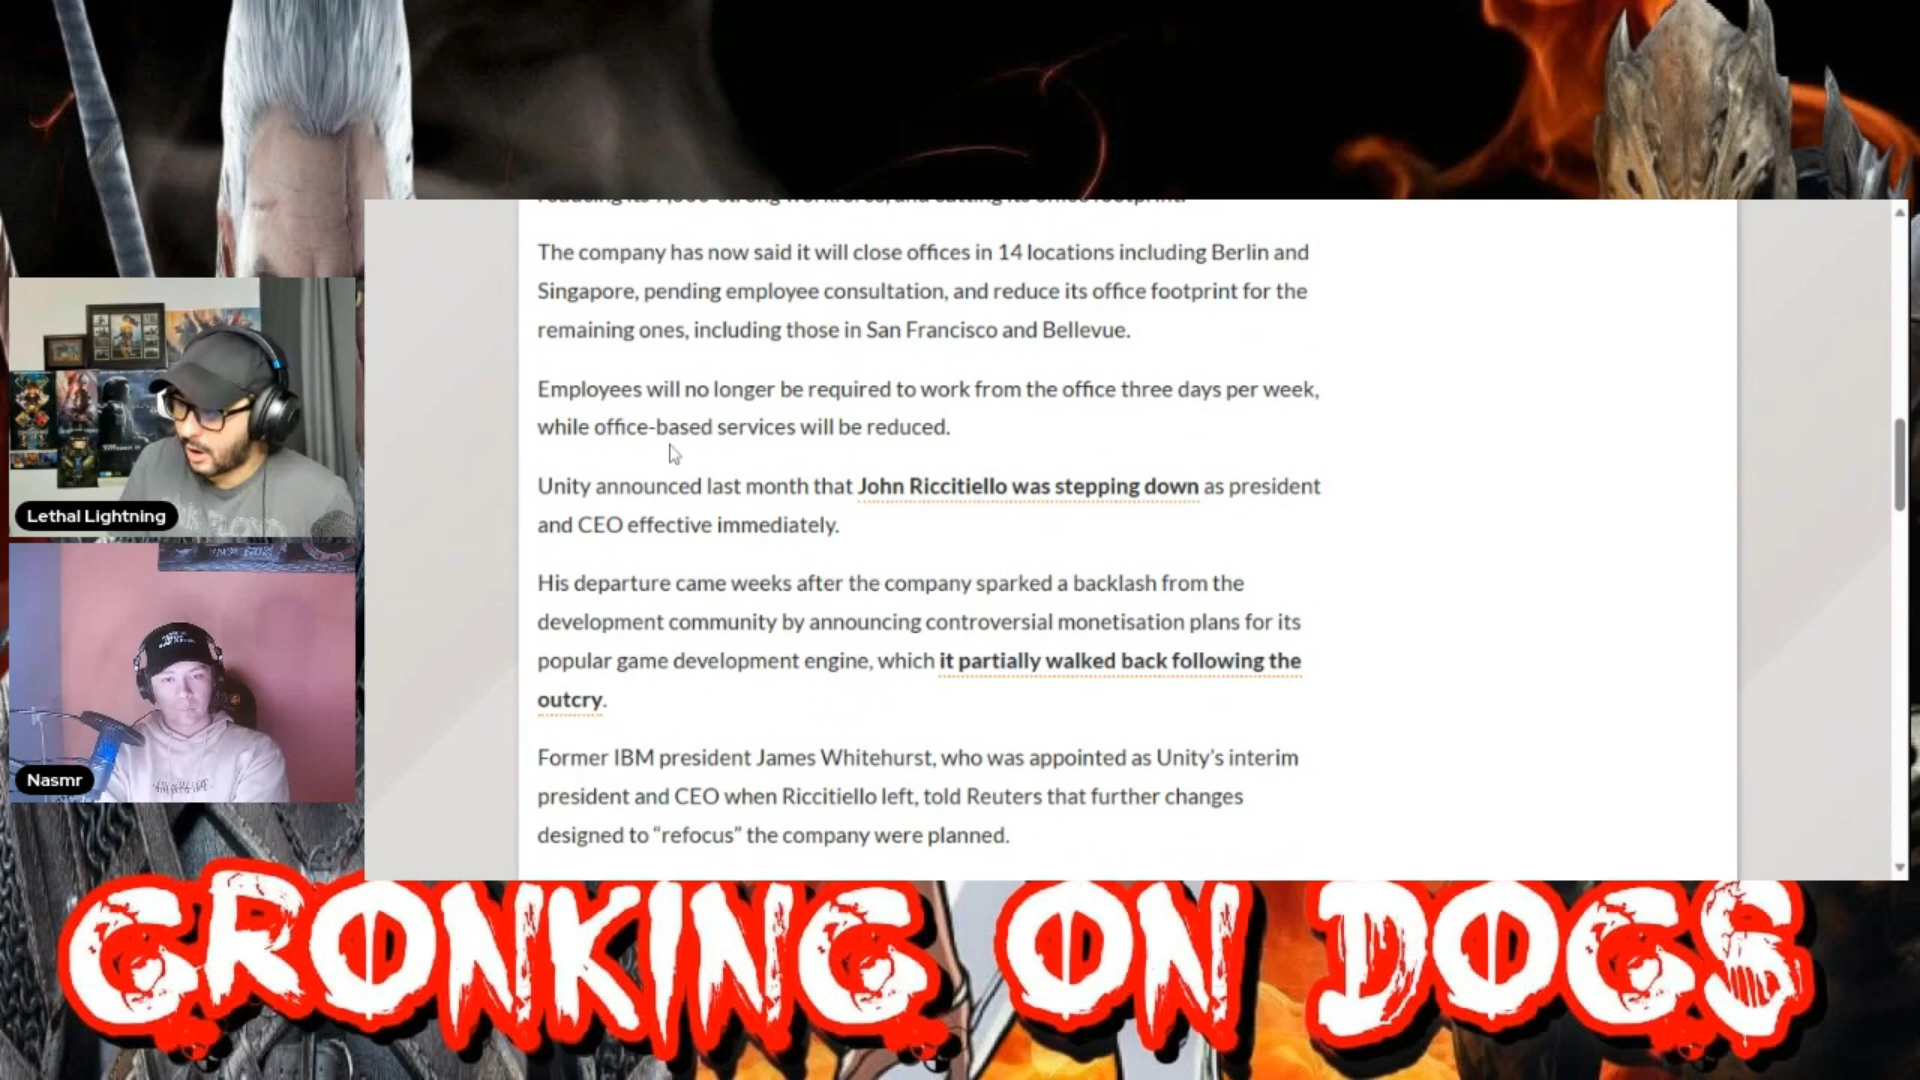 The company has now said it will close offices in 14 locations including Berlin and
Singapore, pending employee consultation, and reduce its office footprint for the
remaining ones, including those in San Francisco and Bellevue.
Employees will no longer be required to work from the office three days per week,
while office-based services will be reduced.
Unity announced last month that John Riccitiello was stepping down as president
and CEO effective immediately.
His departure came weeks after the company sparked a backlash from the
development community by announcing controversial monetisation plans for its
popular game development engine, which it partially walked back following the
outcry.
Former IBM president James Whitehurst, who was appointed as Unity’s interim
president and CEO when Riccitiello left, told Reuters that further changes
designed to “refocus” the company were planned.
Lethal Lightning
Nasmr
GRONKING ON DOGS